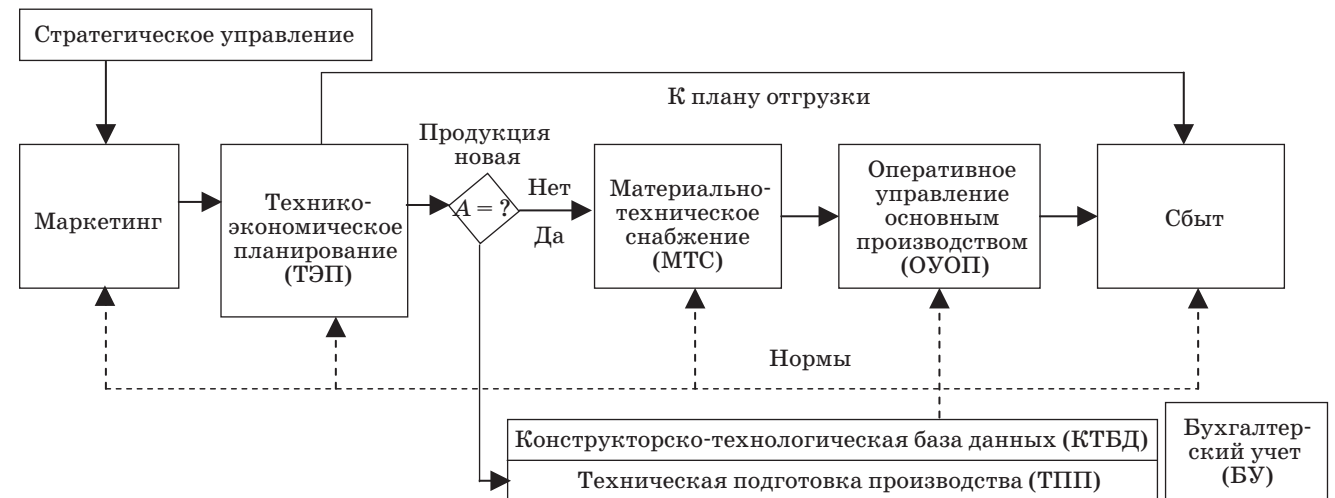 Стратегическое управление
К плану отгрузки
Маркетинг
Технико-
экономическое
планирование
(ТЭП)
Продукция
новая
A = ?
Нет
Да
Материально-
техническое
снабжение
(МТС)
Оперативное
управление
основным
производством
(ОУОП)
Сбыт
Нормы
Конструкторско-технологическая база данных (КТБД)
Техническая подготовка производства (ТПП)
Бухгалтер-
ский учет
(БУ)